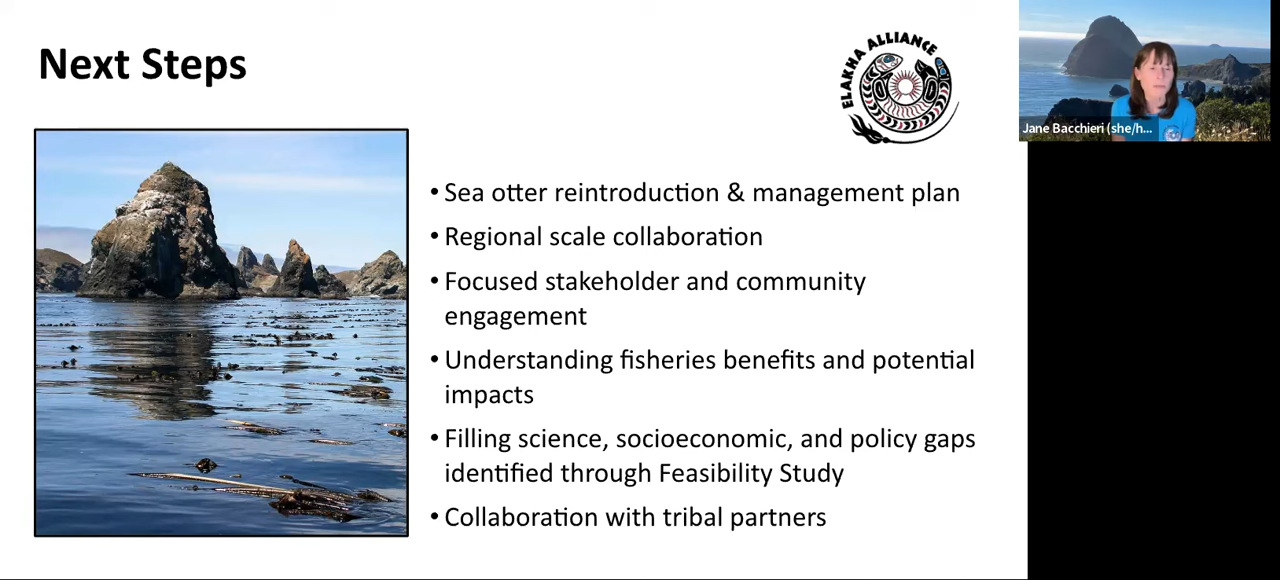 Next Steps
ELAKHA ALLIANCE
Jane Bacchieri (she/h...
• Sea otter reintroduction & management plan
• Regional scale collaboration
• Focused stakeholder and community
engagement
• Understanding fisheries benefits and potential
impacts
• Filling science, socioeconomic, and policy gaps
identified through Feasibility Study
• Collaboration with tribal partners